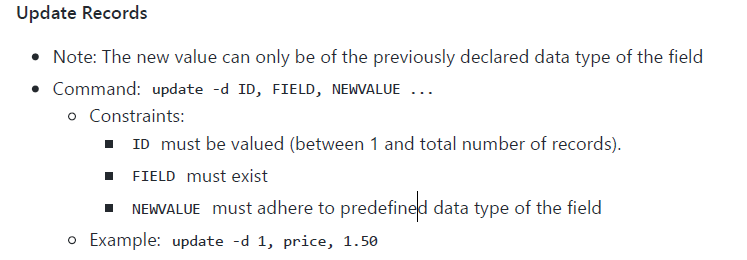 Update Records
• Note: The new value can only be of the previously declared data type of the field
• Command: update -d ID, FIELD, NEWVALUE ...
○ Constraints:
■ ID must be valued (between 1 and total number of records).
■ FIELD must exist
■ NEWVALUE must adhere to predefined data type of the field
○ Example: update -d 1, price, 1.50